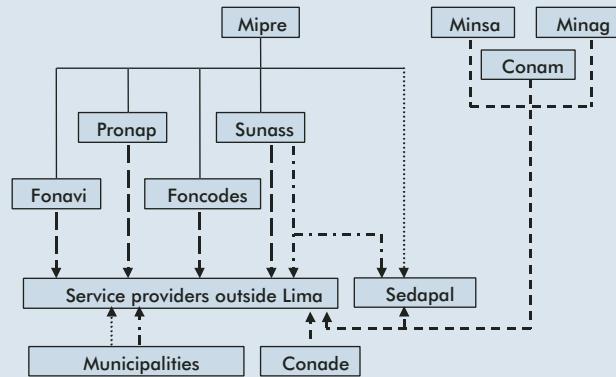 Mipre
Minsa
Minag
Conam
Pronap
Sunass
Fonavi
Foncodes
Service providers outside Lima
Sedapal
Municipalities
Conade